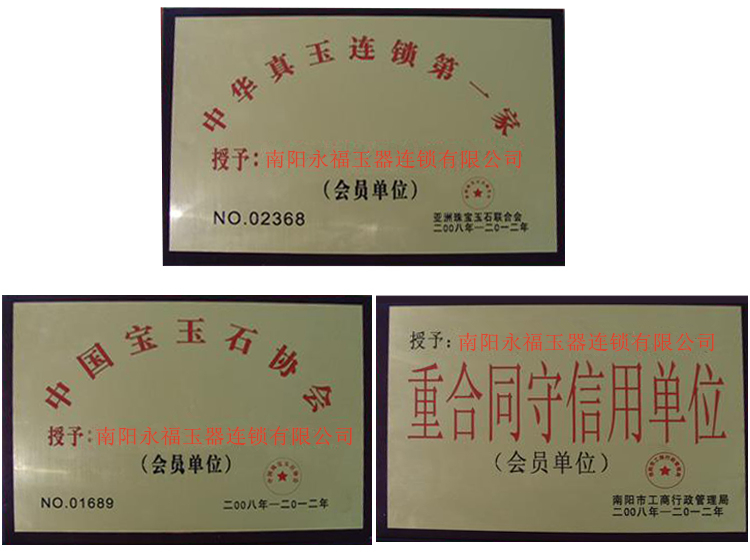 中华真玉连锁第一家
授予:南阳永福玉器连锁有限公司
(会员单位)
NO.02368
亚洲珠宝玉石联合会
二00八年—二0一二年
中国宝玉石协会
授予:南阳永福玉器连锁有限公司
(会员单位)
NO.01689
二00八年—二0一二年
授予:南阳永福玉器连锁有限公司
重合同守信用单位
(会员单位)
南阳市工商行政管理局
二00八年—二0一二年